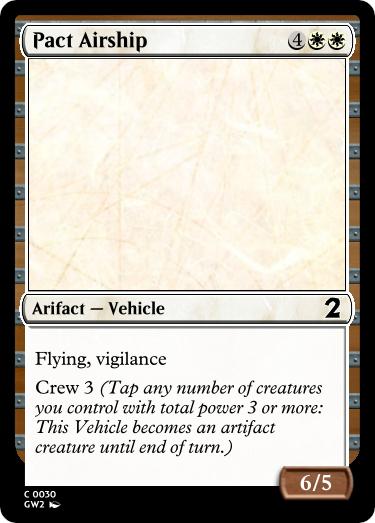 Pact Airship 4
Arifact — Vehicle 2
Flying, vigilance
Crew 3 (Tap any number of creatures
you control with total power 3 or more:
This Vehicle becomes an artifact
creature until end of turn.)
6/5
C 0030
GW2